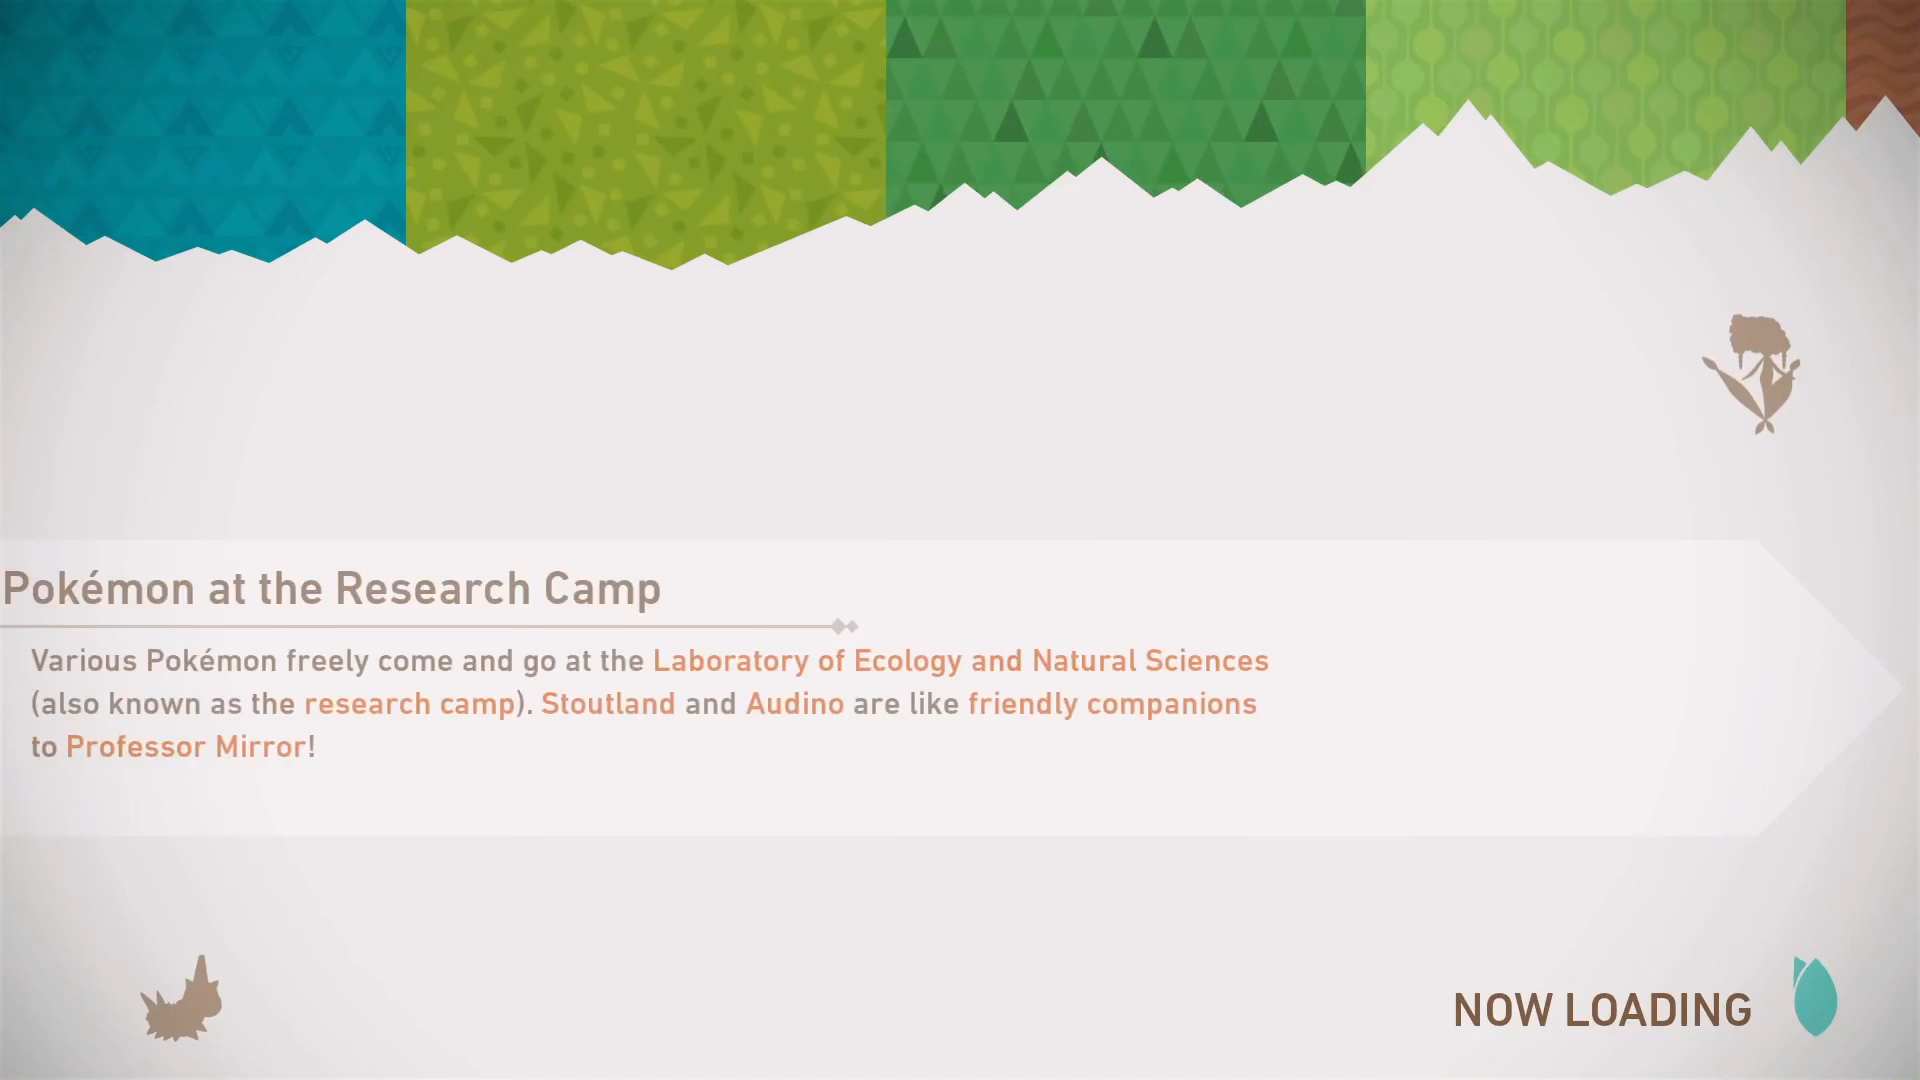 Pokémon at the Research Camp
Various Pokémon freely come and go at the Laboratory of Ecology and Natural Sciences
(also known as the research camp). Stoutland and Audino are like friendly companions
to Professor Mirror!
NOW LOADING